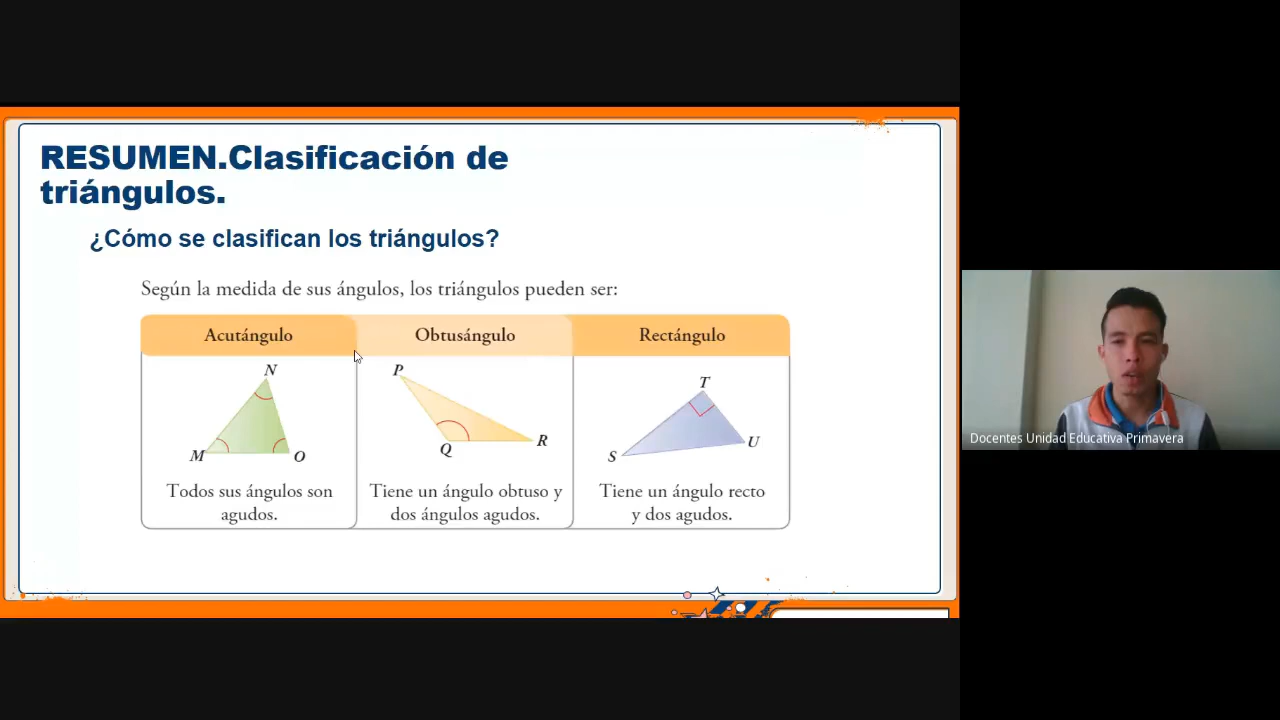 RESUMEN.Clasificación de
triángulos.
¿Cómo se clasifican los triángulos?
Según la medida de sus ángulos, los triángulos pueden ser:
Acutángulo
Obtusángulo
Rectángulo
N
M
O
Todos sus ángulos son
agudos.
P
Q
R
Tiene un ángulo obtuso y
dos ángulos agudos.
T
S
U
Tiene un ángulo recto
y dos agudos.
Docentes Unidad Educativa Primavera